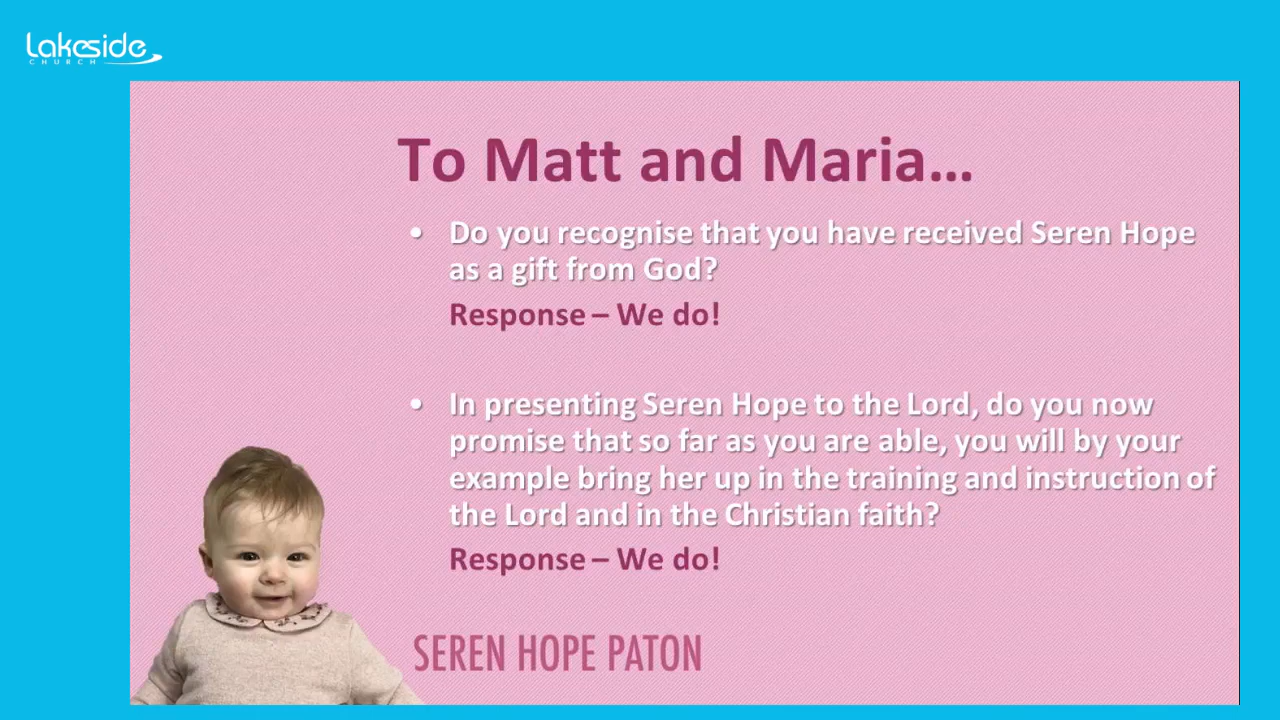 Lakeside
CHURCH
To Matt and Maria...
• Do you recognise that you have received Seren Hope
as a gift from God?
Response – We do!
• In presenting Seren Hope to the Lord, do you now
promise that so far as you are able, you will by your
example bring her up in the training and instruction of
the Lord and in the Christian faith?
Response – We do!
SEREN HOPE PATON